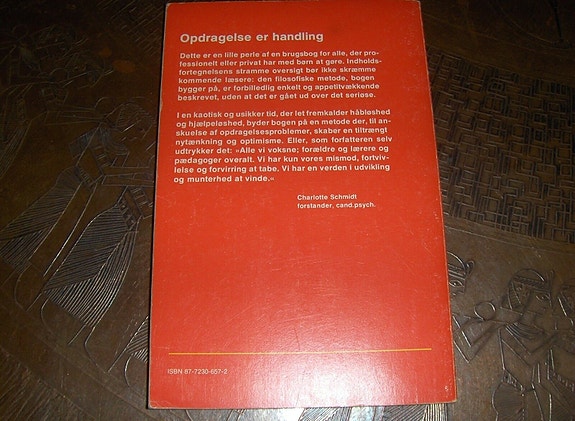 Opdragelse er handling
Dette er en lille perle af en brugsbog for alle, der pro-
fessionelt eller privat har med børn at gøre. Indholds-
fortegnelsens stramme oversigt bør ikke skræmme
kommende læsere: den filosofiske metode, bogen
bygger på, er forbilledlig enkelt og appetitvækkende
beskrevet, uden at det er gået ud over det seriøse.
I en kaotisk og usikker tid, der let fremkalder håbløshed
og hjælpeløshed, byder bogen på en metode der, til an-
skuelse af opdragelsesproblemer, skaber en tiltrængt
nytænkning og optimisme. Eller, som forfatteren selv
udtrykker det: »Alle vi voksne; forældre og lærere og
pædagoger overalt. Vi har kun vores mismod, fortviv-
lelse og forvirring at tabe. Vi har en verden i udvikling
og munterhed at vinde.«
Charlotte Schmidt
forstander, cand.psych.
ISBN 87-7230-657-2